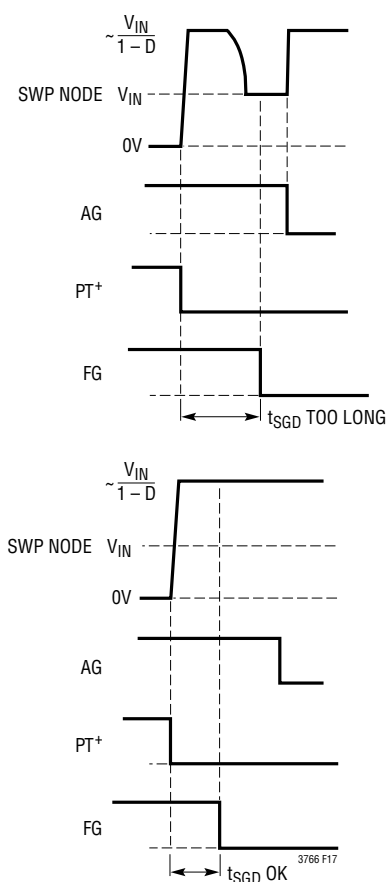 ~ V_IN / 1 – D
SWP NODE V_IN
0V
AG
PT⁺
FG
t_SGD TOO LONG
~ V_IN / 1 – D
SWP NODE V_IN
0V
AG
PT⁺
FG
3766 F17
t_SGD OK